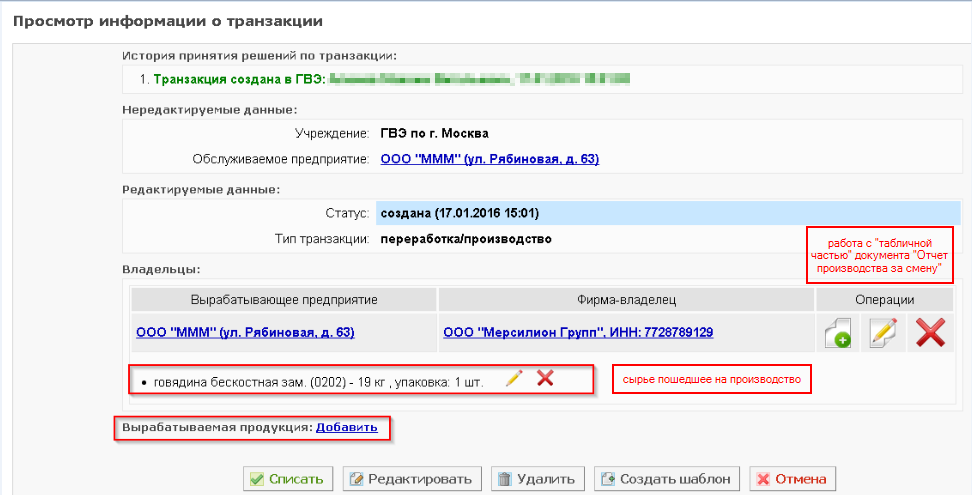 Просмотр информации о транзакции
История принятия решений по транзакции:
1. Транзакция создана в ГВЭ:
Нередактируемые данные:
Учреждение: ГВЭ по г. Москва
Обслуживаемое предприятие: ООО "МММ" (ул. Рябиновая, д. 63)
Редактируемые данные:
Статус: создана (17.01.2016 15:01)
Тип транзакции: переработка/производство
работа с "табличной
частью" документа "Отчет
производства за смену"
Владельцы:
Вырабатывающее предприятие Фирма-владелец Операции
ООО "МММ" (ул. Рябиновая, д. 63) ООО "Мерсилион Групп", ИНН: 7728789129
• говядина бескостная зам. (0202) - 19 кг , упаковка: 1 шт.
сырье пошедшее на производство
Вырабатываемая продукция: Добавить
Списать Редактировать Удалить Создать шаблон Отмена